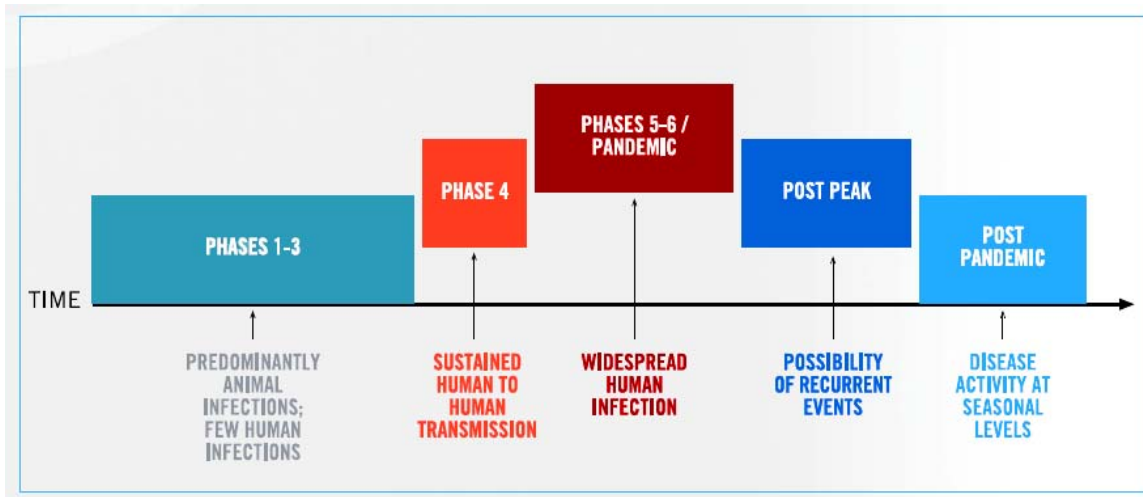 PHASES 5-6 /
PANDEMIC
PHASE 4
POST PEAK
PHASES 1-3
POST
PANDEMIC
TIME
PREDOMINANTLY
ANIMAL
INFECTIONS;
FEW HUMAN
INFECTIONS
SUSTAINED
HUMAN TO
HUMAN
TRANSMISSION
WIDESPREAD
HUMAN
INFECTION
POSSIBILITY
OF RECURRENT
EVENTS
DISEASE
ACTIVITY AT
SEASONAL
LEVELS